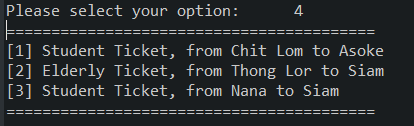 Please select your option:      4
=========================================
[1] Student Ticket, from Chit Lom to Asoke
[2] Elderly Ticket, from Thong Lor to Siam
[3] Student Ticket, from Nana to Siam
=========================================